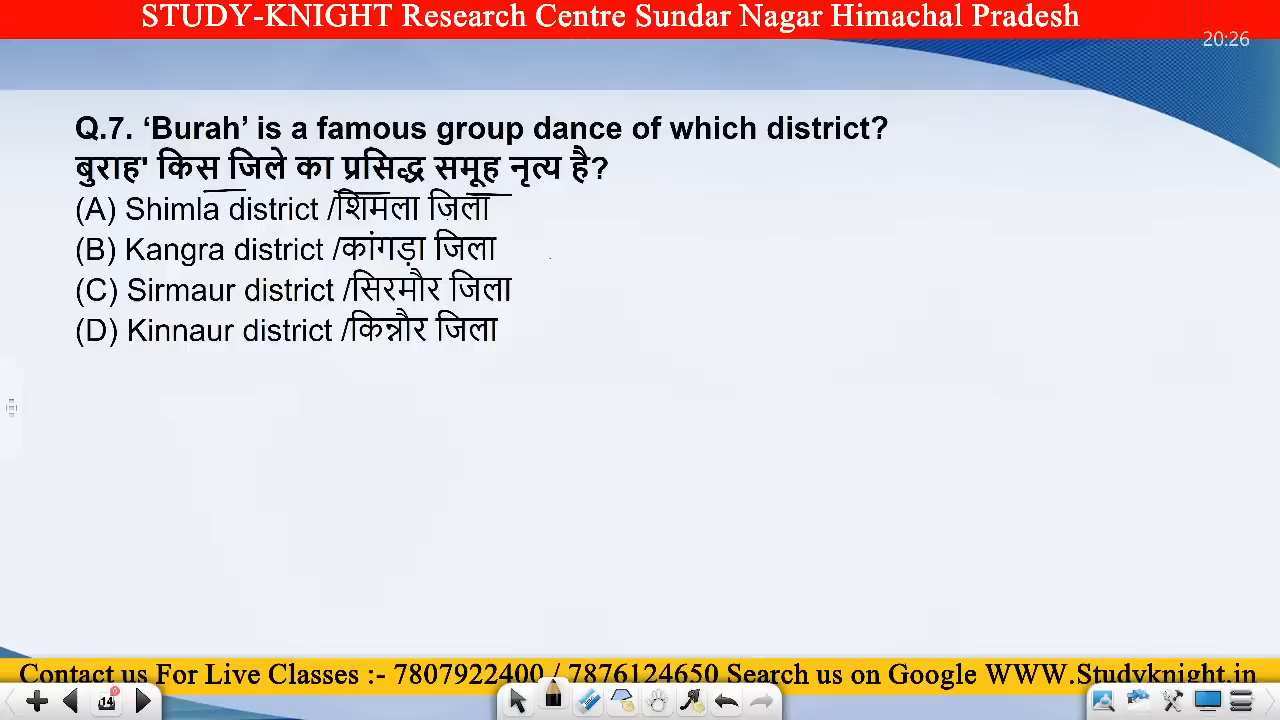 STUDY-KNIGHT Research Centre Sundar Nagar Himachal Pradesh
20:26
Q.7. ‘Burah’ is a famous group dance of which district?
बुराह' किस जिले का प्रसिद्ध समूह नृत्य है?
(A) Shimla district /शिमला जिला
(B) Kangra district /कांगड़ा जिला
(C) Sirmaur district /सिरमौर जिला
(D) Kinnaur district /किन्नौर जिला
Contact us For Live Classes :- 7807922400 / 7876124650 Search us on Google WWW.Studyknight.in
14